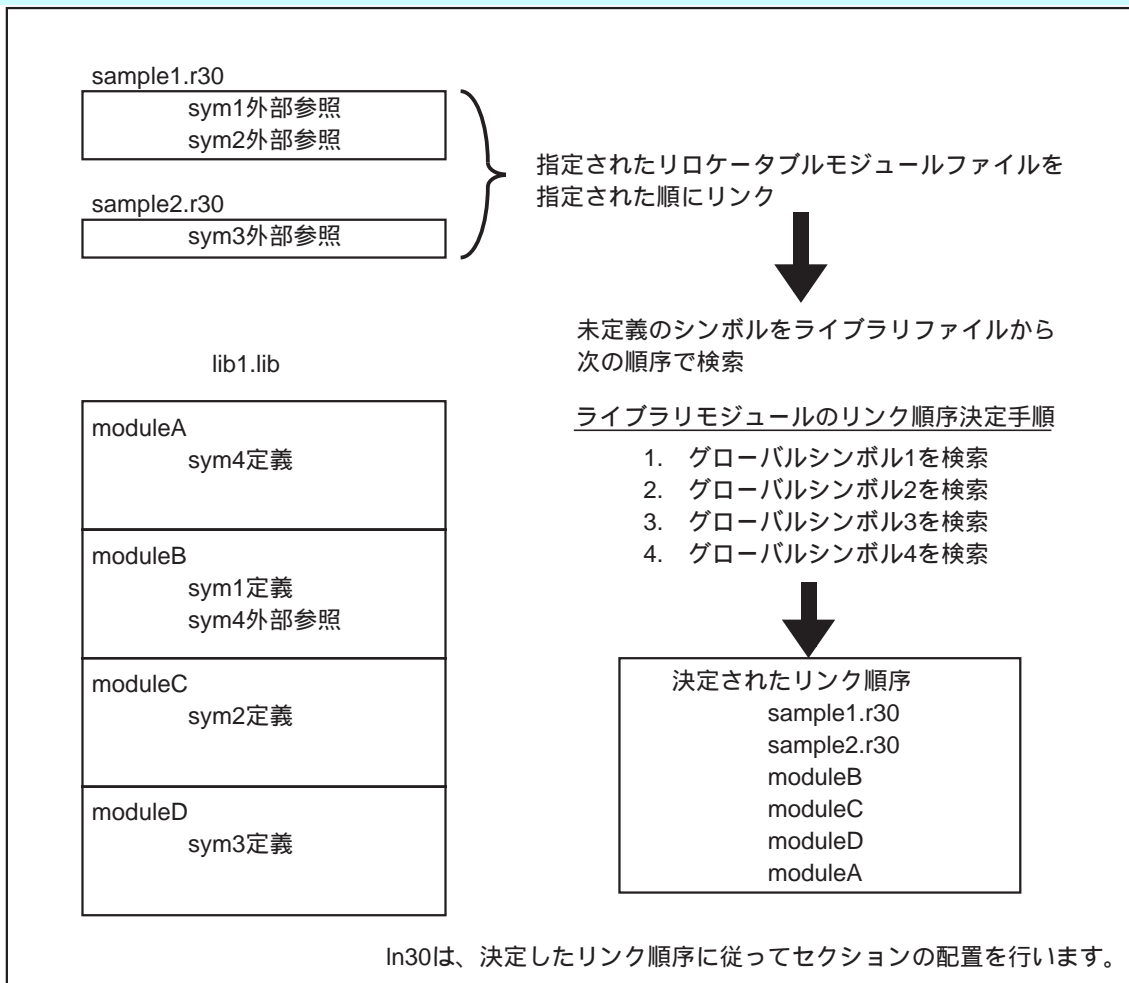 sample1.r30
sym1外部参照
sym2外部参照
sample2.r30
sym3外部参照
指定されたリロケータブルモジュールファイルを
指定された順にリンク
未定義のシンボルをライブラリファイルから
次の順序で検索
lib1.lib
moduleA
sym4定義
moduleB
sym1定義
sym4外部参照
moduleC
sym2定義
moduleD
sym3定義
ライブラリモジュールのリンク順序決定手順
1. グローバルシンボル1を検索
2. グローバルシンボル2を検索
3. グローバルシンボル3を検索
4. グローバルシンボル4を検索
決定されたリンク順序
sample1.r30
sample2.r30
moduleB
moduleC
moduleD
moduleA
ln30は、決定したリンク順序に従ってセクションの配置を行います。